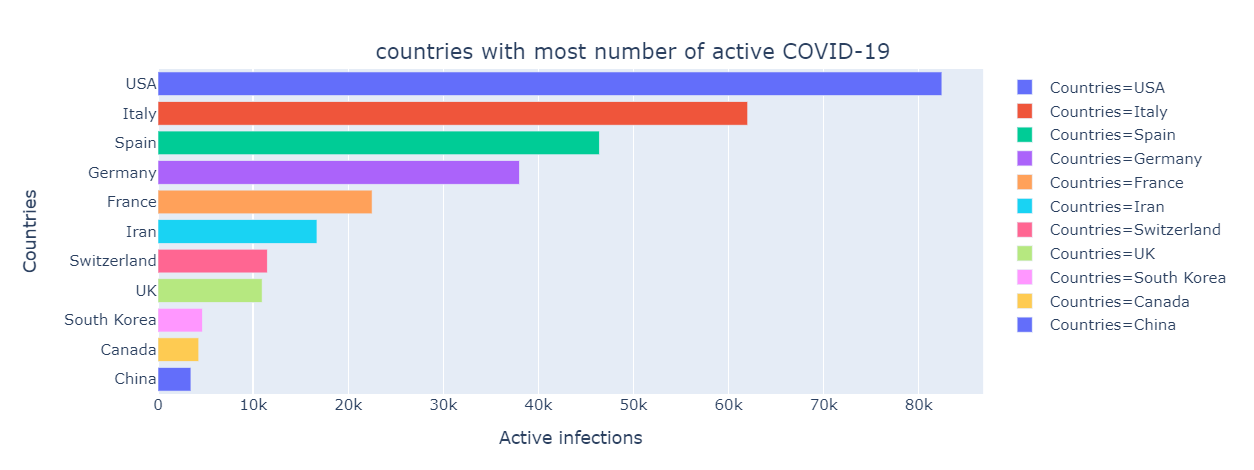 countries with most number of active COVID-19
Countries
USA
Italy
Spain
Germany
France
Iran
Switzerland
UK
South Korea
Canada
China
0 10k 20k 30k 40k 50k 60k 70k 80k
Active infections
Countries=USA
Countries=Italy
Countries=Spain
Countries=Germany
Countries=France
Countries=Iran
Countries=Switzerland
Countries=UK
Countries=South Korea
Countries=Canada
Countries=China